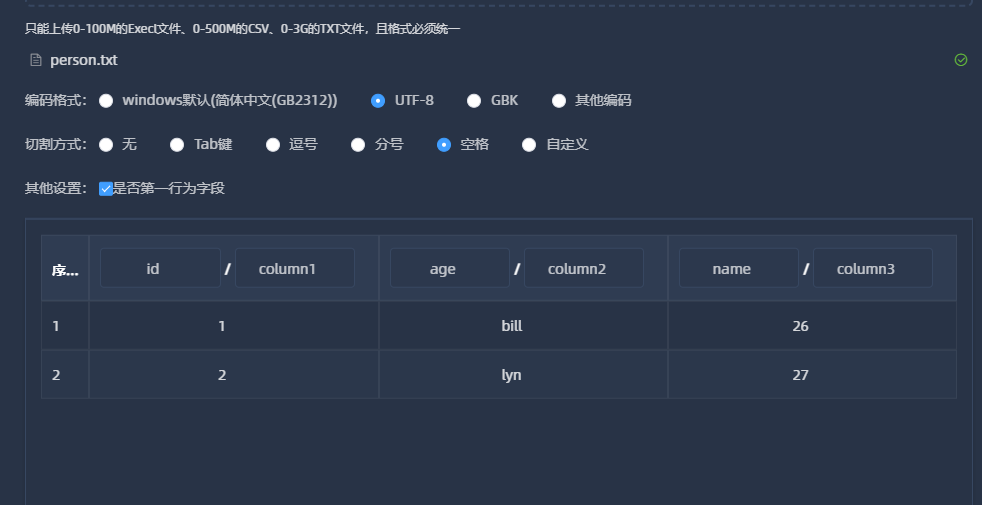 只能上传0-100M的Exect文件、0-500M的CSV、0-3G的TXT文件，且格式必须统一
person.txt
编码格式： windows默认(简体中文(GB2312)) UTF-8 GBK 其他编码
切割方式： 无 Tab键 逗号 分号 空格 自定义
其他设置： 是否第一行为字段
序... id / column1 age / column2 name / column3
1 1 bill 26
2 2 lyn 27